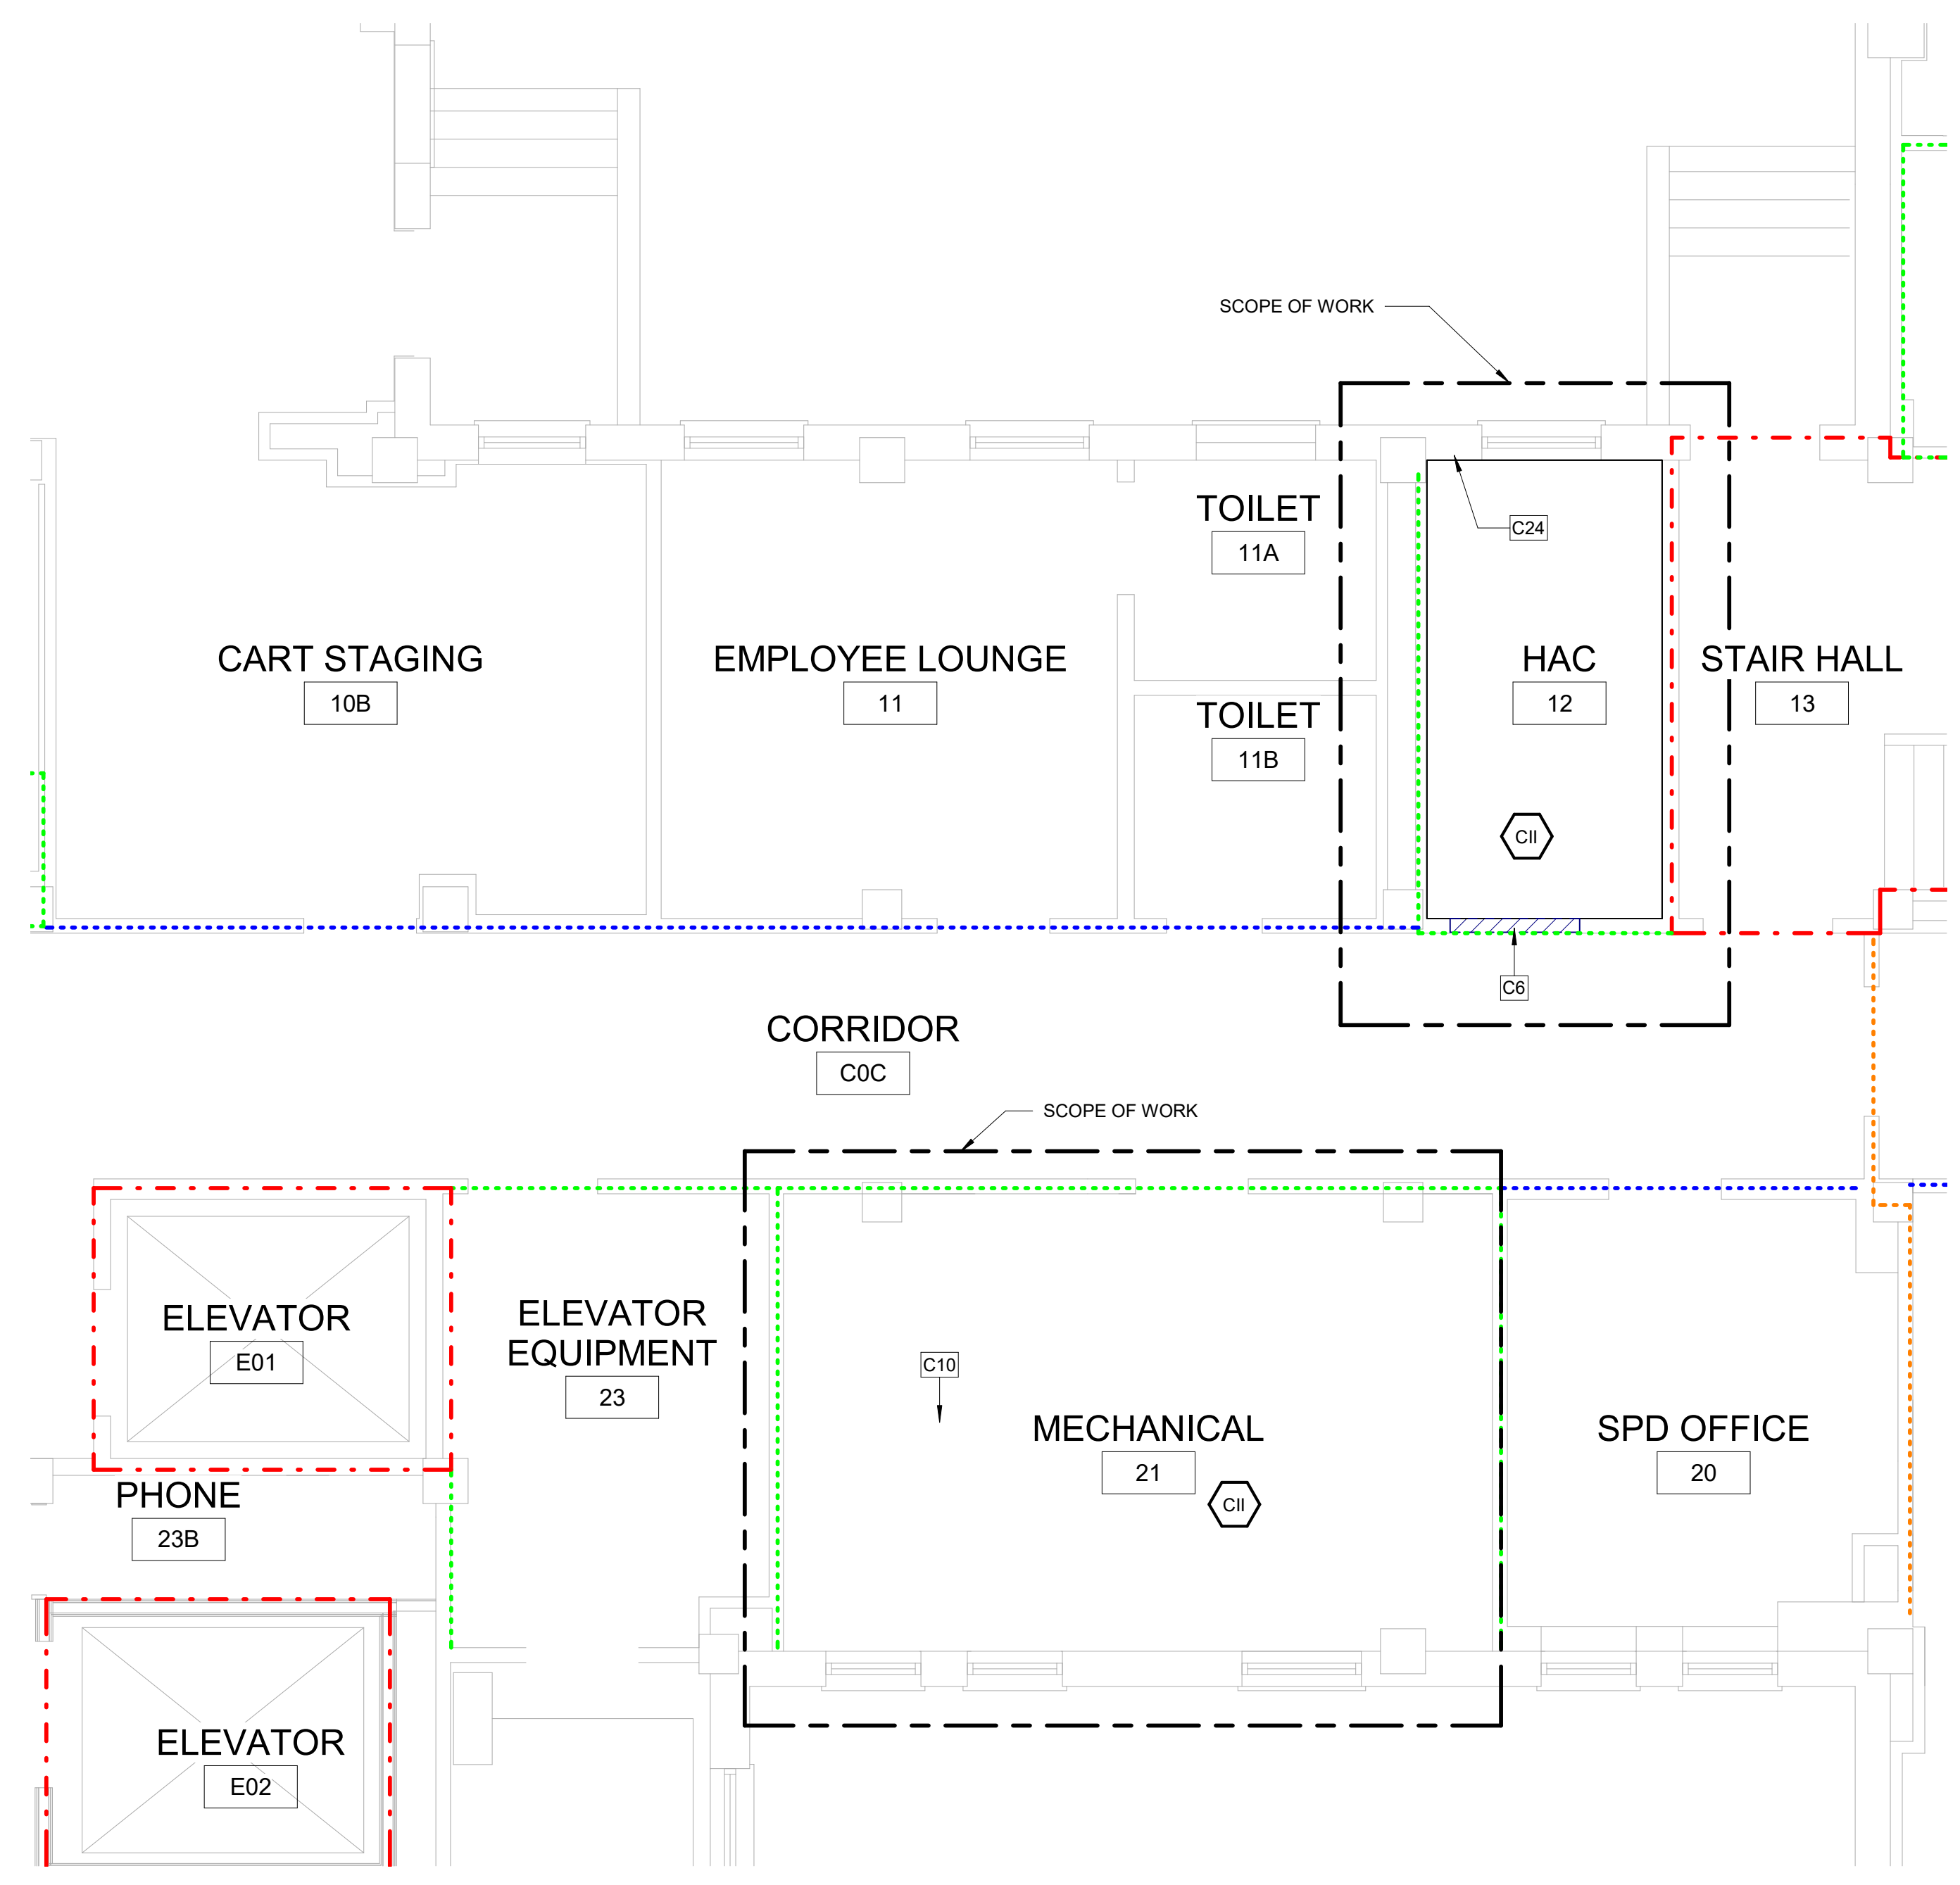 SCOPE OF WORK
TOILET
11A
C24
CART STAGING
10B
EMPLOYEE LOUNGE
11
TOILET
11B
HAC
12
STAIR HALL
13
CII
C6
CORRIDOR
C0C
SCOPE OF WORK
ELEVATOR
E01
ELEVATOR
EQUIPMENT
23
C10
MECHANICAL
21
CII
SPD OFFICE
20
PHONE
23B
ELEVATOR
E02